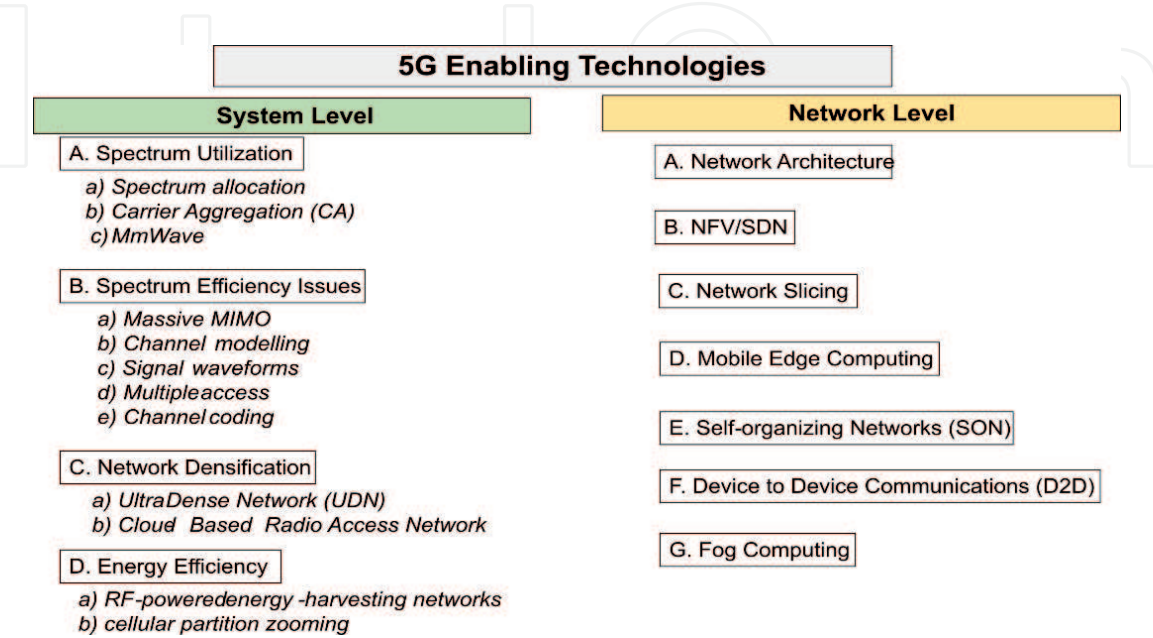 5G Enabling Technologies
System Level
A. Spectrum Utilization
a) Spectrum allocation
b) Carrier Aggregation (CA)
c) MmWave
B. Spectrum Efficiency Issues
a) Massive MIMO
b) Channel modelling
c) Signal waveforms
d) Multipleaccess
e) Channel coding
C. Network Densification
a) UltraDense Network (UDN)
b) Cloud Based Radio Access Network
D. Energy Efficiency
a) RF-poweredenergy -harvesting networks
b) cellular partition zooming
Network Level
A. Network Architecture
B. NFV/SDN
C. Network Slicing
D. Mobile Edge Computing
E. Self-organizing Networks (SON)
F. Device to Device Communications (D2D)
G. Fog Computing